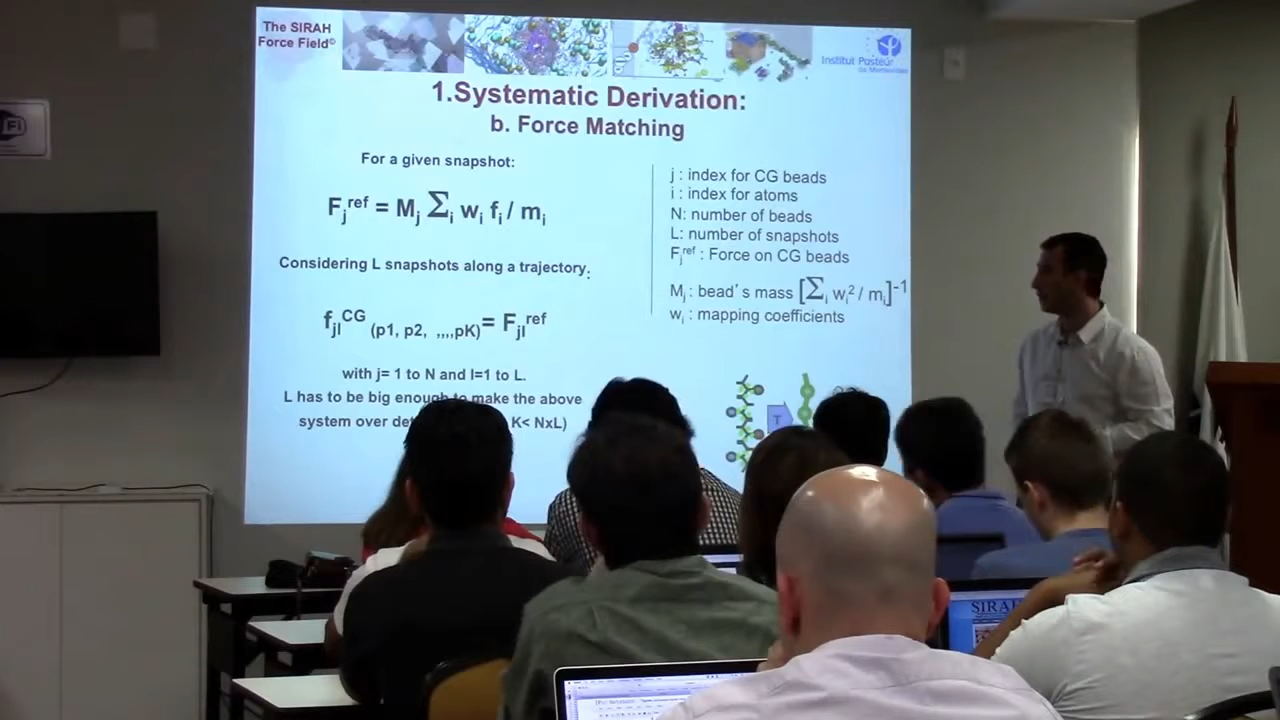 The SIRAH
Force Field©
Institut Pasteur
de Montevideo
1.Systematic Derivation:
b. Force Matching
For a given snapshot:
Fⱼʳᵉᶠ = Mⱼ Σᵢ wᵢ fᵢ / mᵢ
Considering L snapshots along a trajectory:
fⱼₗᶜᴳ (p1, p2, ,,,,pK)= Fⱼₗʳᵉᶠ
with j= 1 to N and l=1 to L.
L has to be big enough to make the above
system over K< NxL)
j : index for CG beads
i : index for atoms
N: number of beads
L: number of snapshots
Fⱼʳᵉᶠ : Force on CG beads
Mⱼ : bead's mass [Σᵢ wᵢ² / mᵢ]⁻¹
wᵢ : mapping coefficients
T
Fi
SIRAH